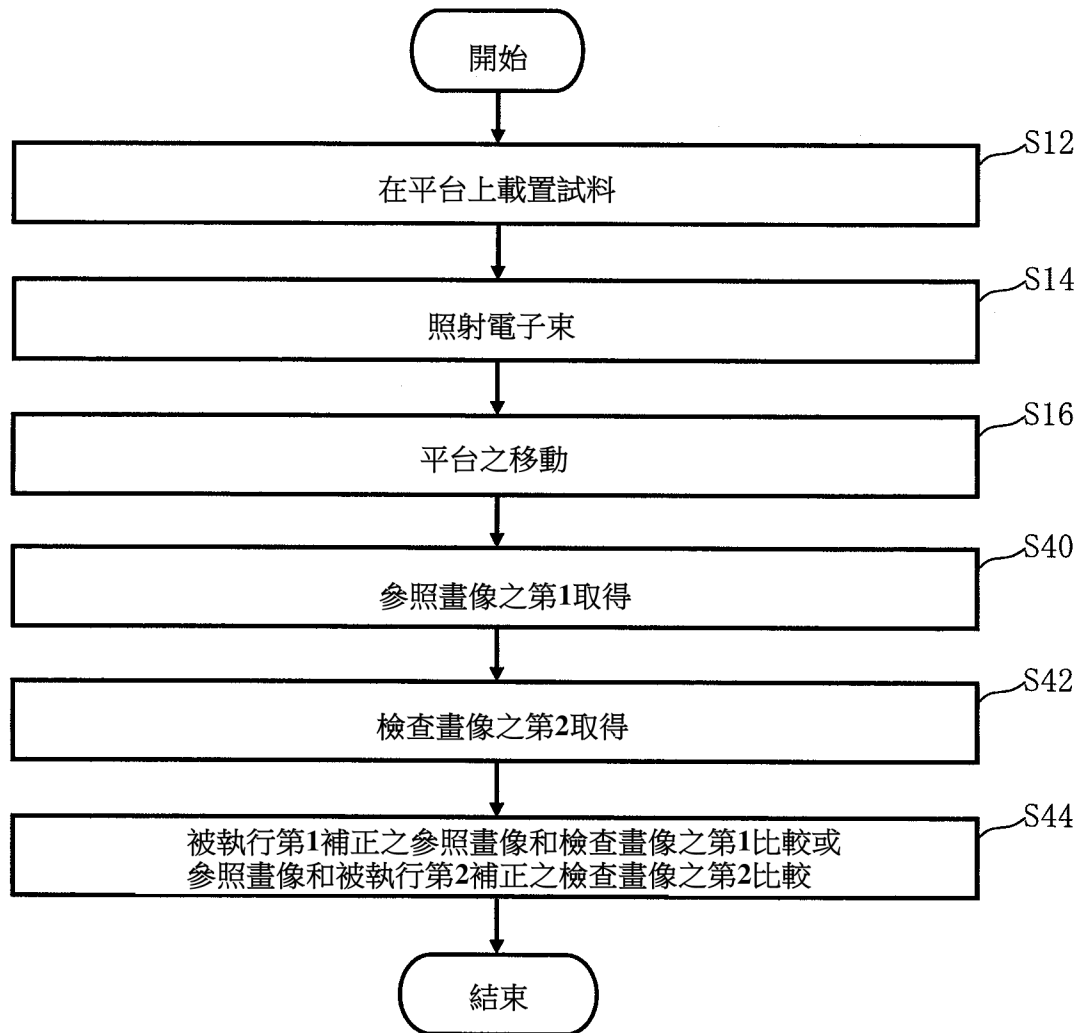 開始
S12
在平台上載置試料
S14
照射電子束
S16
平台之移動
S40
參照畫像之第1取得
S42
檢查畫像之第2取得
S44
被執行第1補正之參照畫像和檢查畫像之第1比較或
參照畫像和被執行第2補正之檢查畫像之第2比較
結束